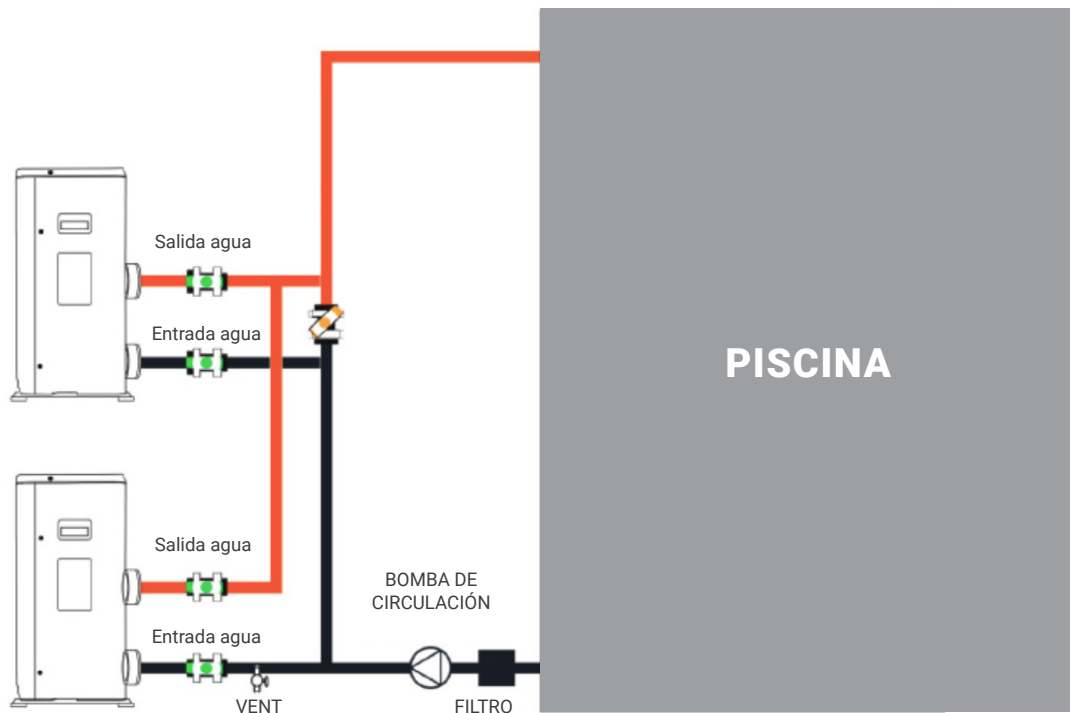 Salida agua
Entrada agua
PISCINA
Salida agua
BOMBA DE
CIRCULACIÓN
Entrada agua
VENT
FILTRO